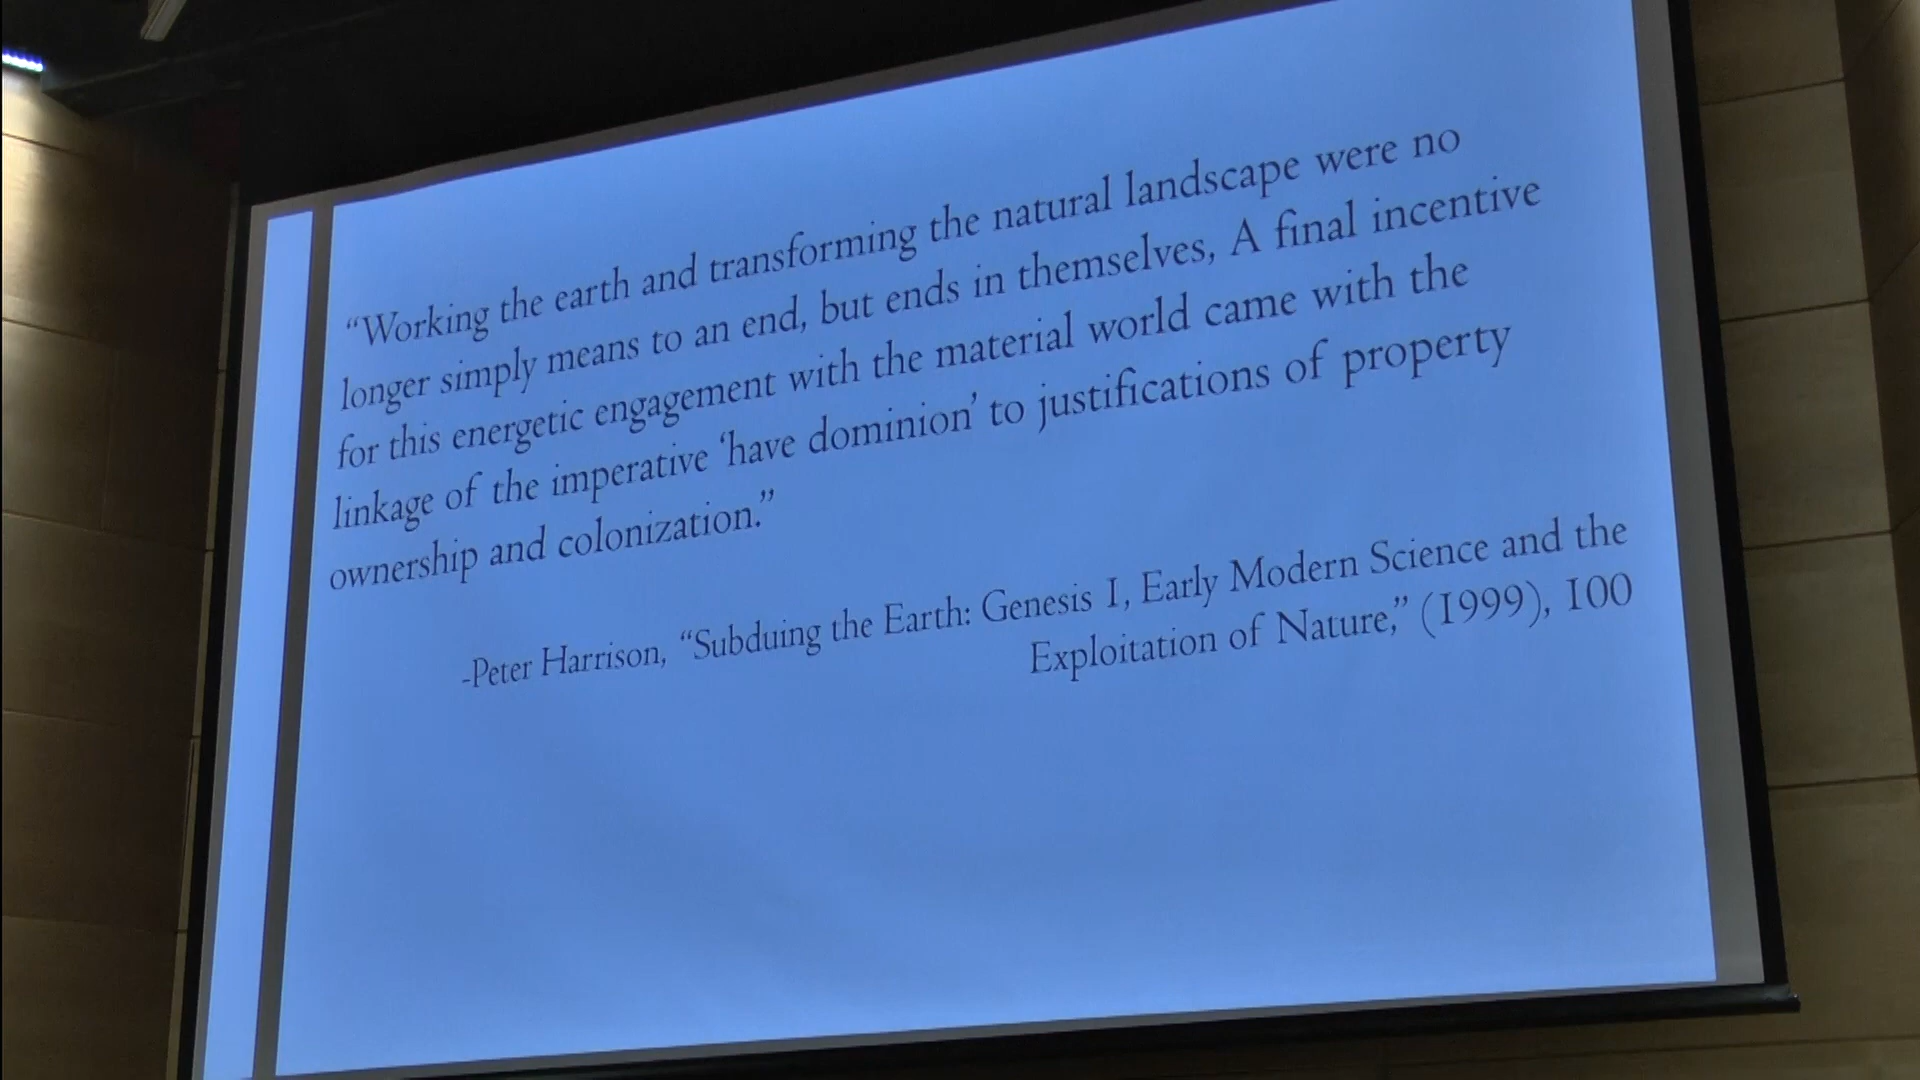 “Working the earth and transforming the natural landscape were no
longer simply means to an end, but ends in themselves, A final incentive
for this energetic engagement with the material world came with the
linkage of the imperative ‘have dominion’ to justifications of property
ownership and colonization.”
-Peter Harrison, “Subduing the Earth: Genesis I, Early Modern Science and the
Exploitation of Nature,” (1999), 100